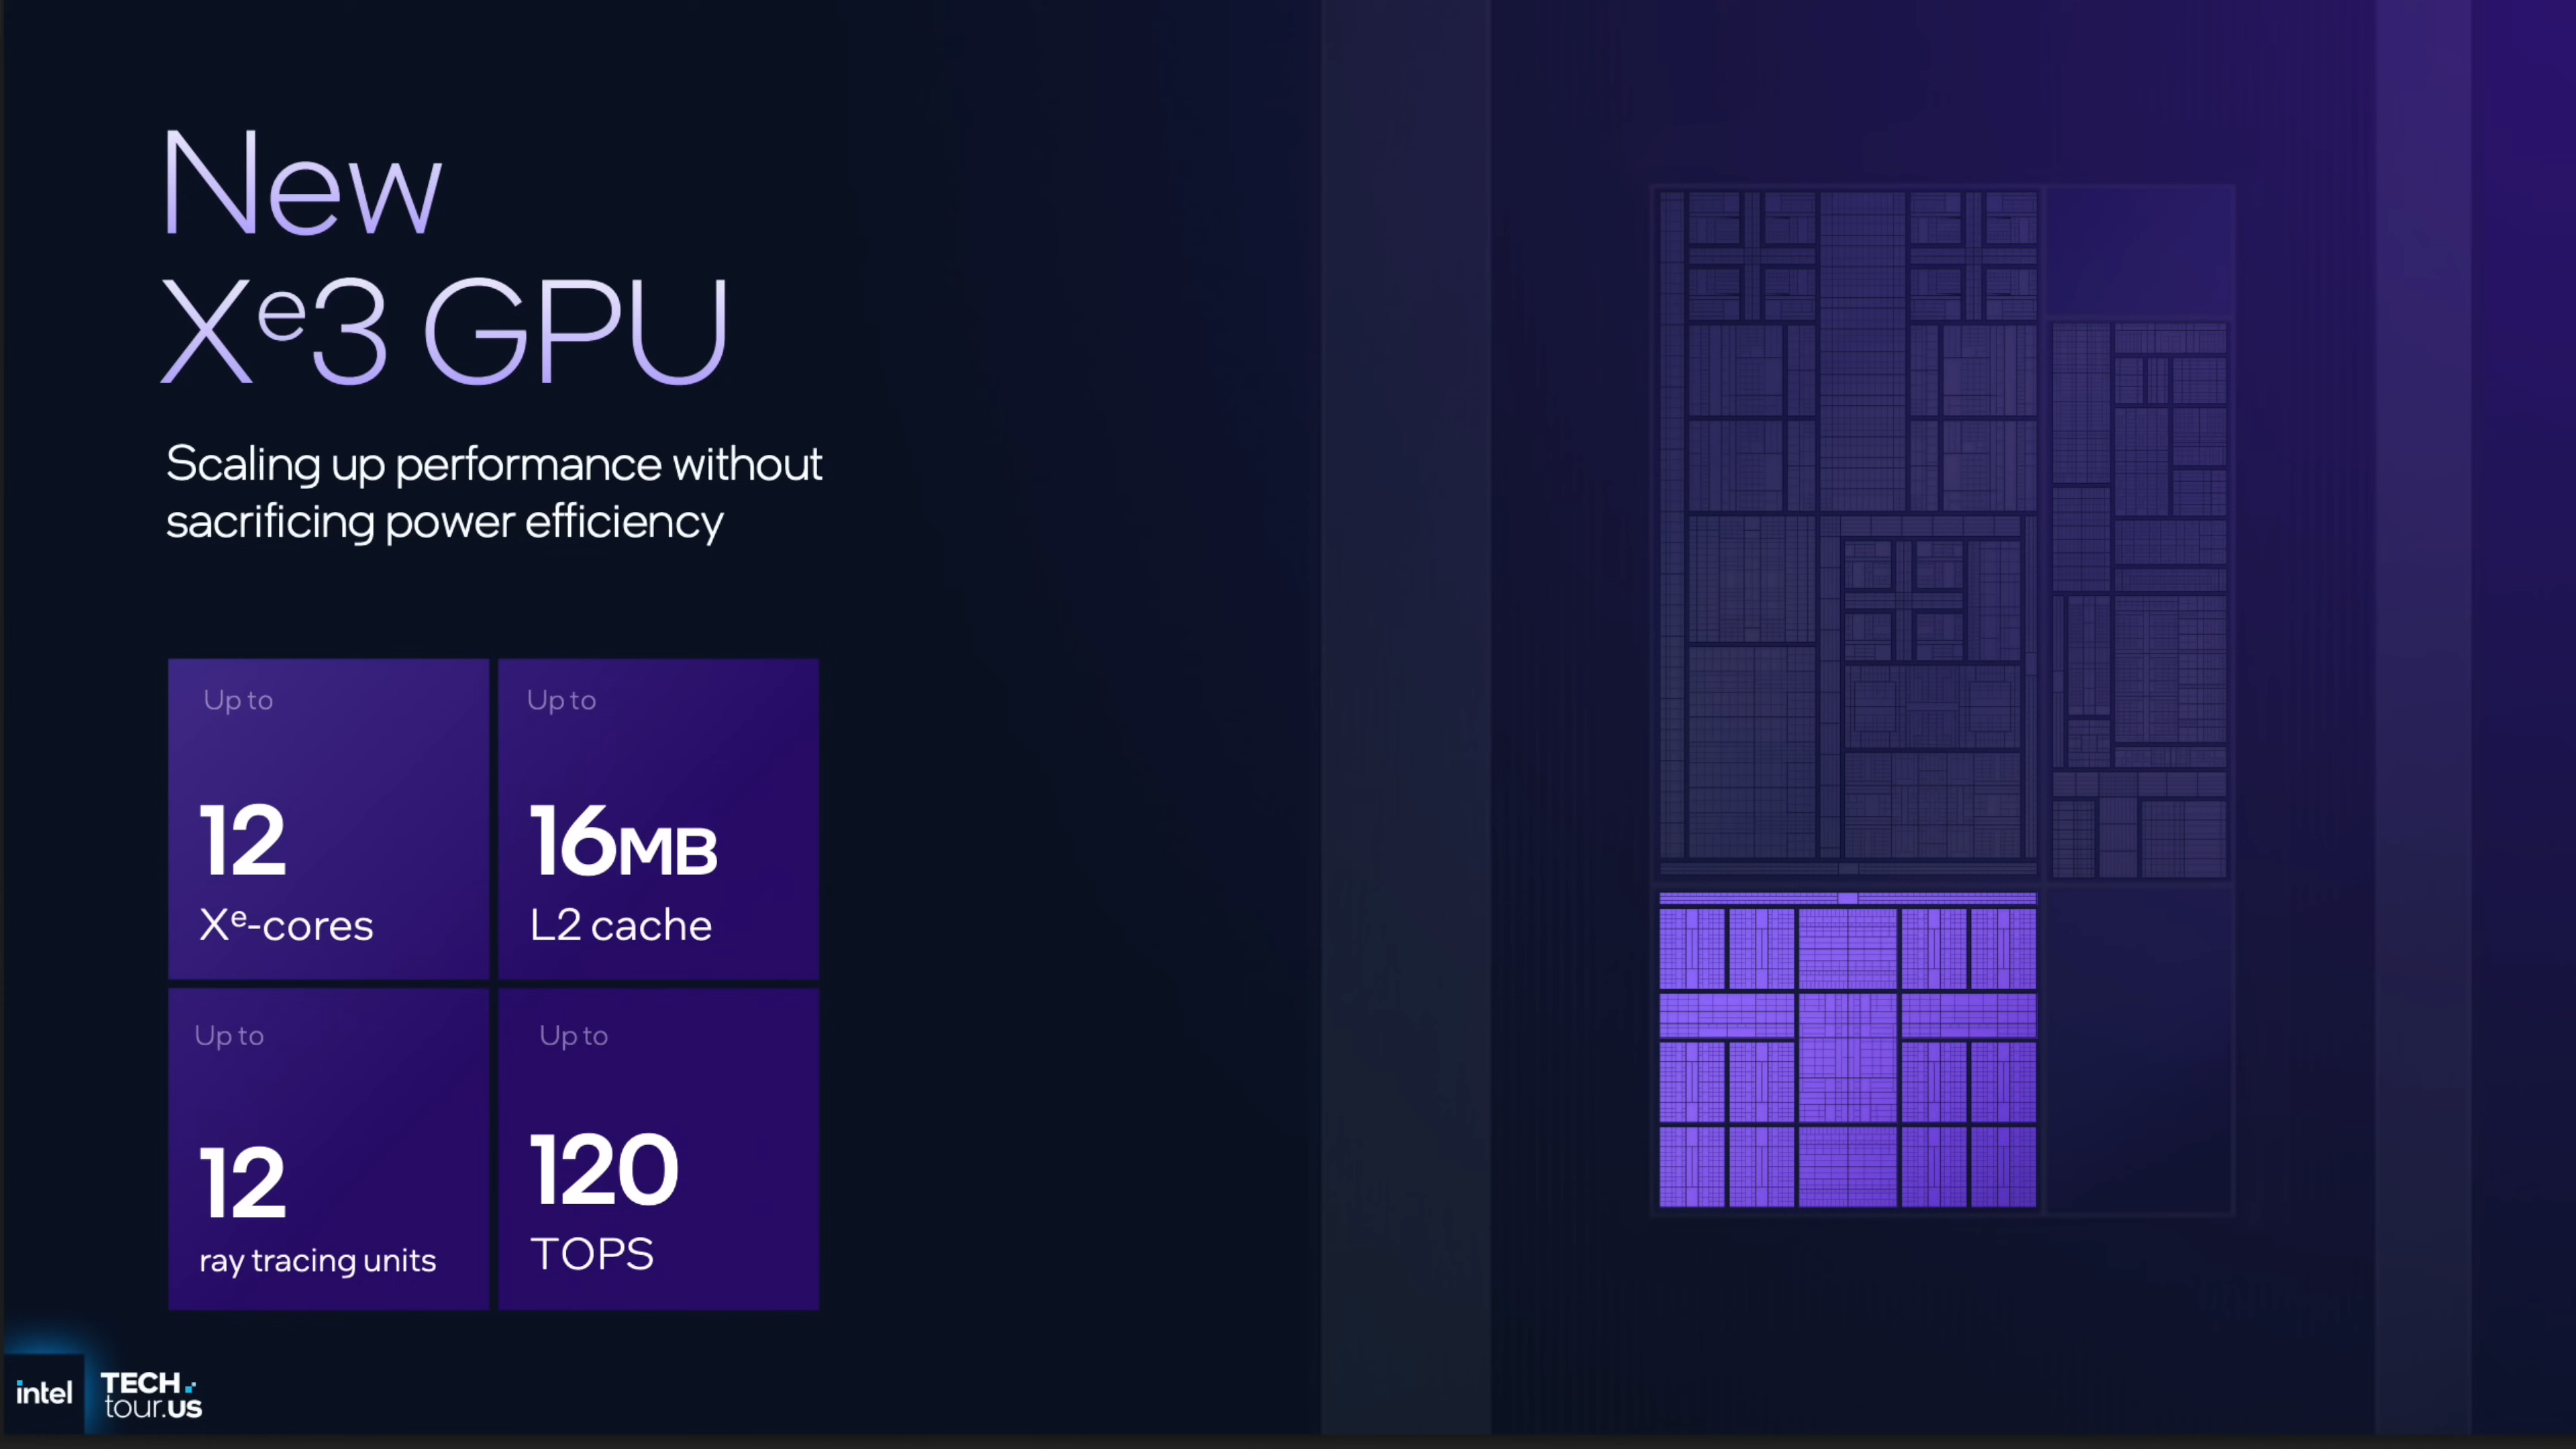 New
Xe3 GPU
Scaling up performance without
sacrificing power efficiency
Up to
12
Xe-cores
Up to
16MB
L2 cache
Up to
12
ray tracing units
Up to
120
TOPS
intel
TECH
tour.US